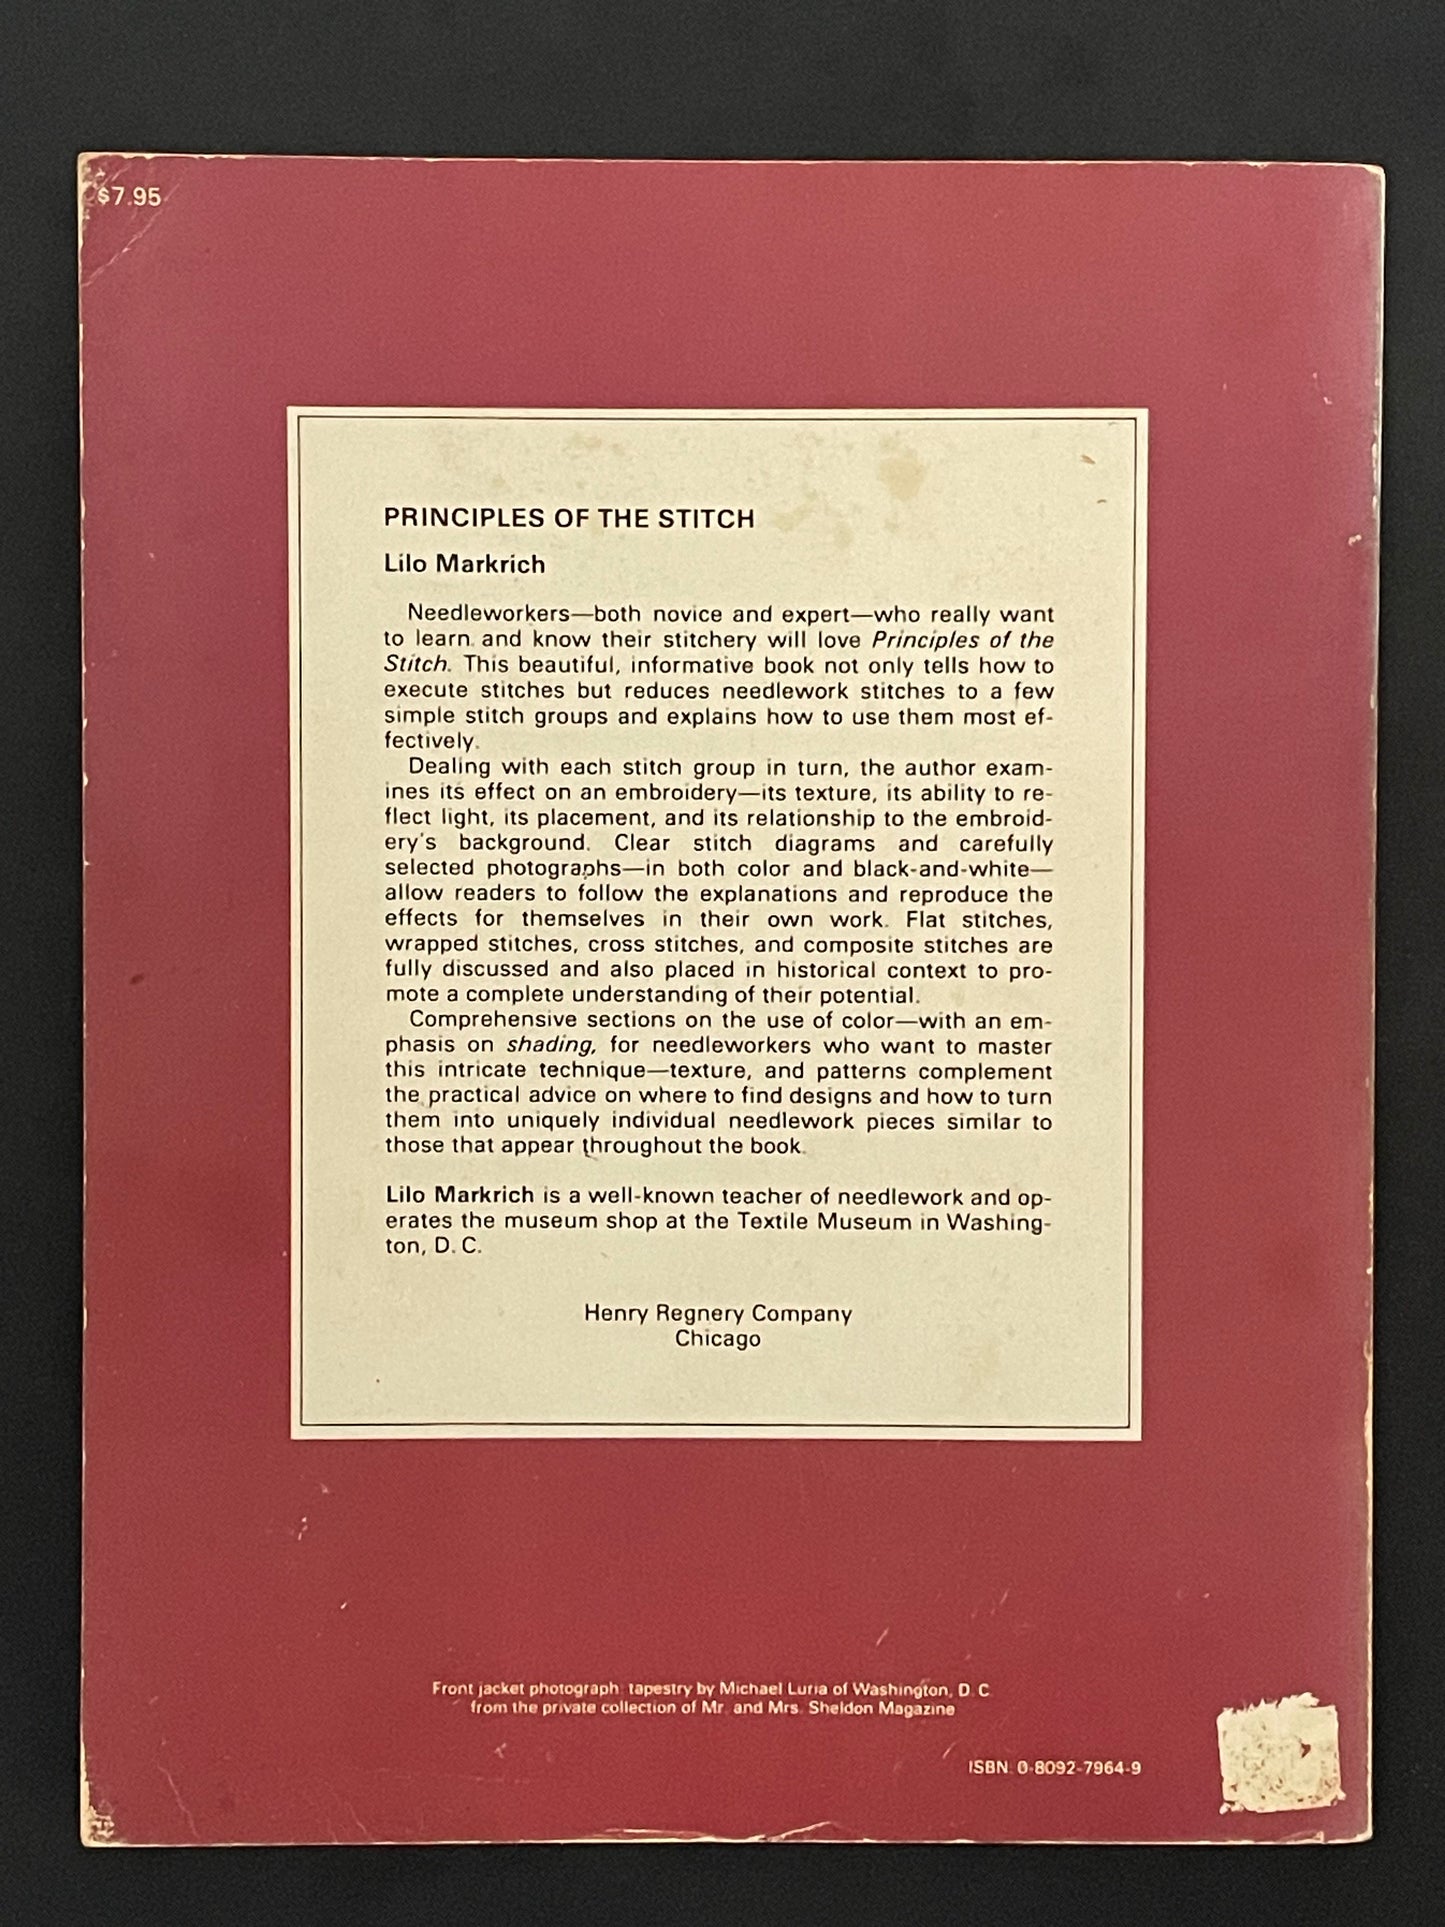 $7.95
PRINCIPLES OF THE STITCH
Lilo Markrich
Needleworkers—both novice and expert—who really want
to learn and know their stitchery will love Principles of the
Stitch. This beautiful, informative book not only tells how to
execute stitches but reduces needlework stitches to a few
simple stitch groups and explains how to use them most ef-
fectively.
Dealing with each stitch group in turn, the author exam-
ines its effect on an embroidery—its texture, its ability to re-
flect light, its placement, and its relationship to the embroid-
ery's background. Clear stitch diagrams and carefully
selected photographs—in both color and black-and-white—
allow readers to follow the explanations and reproduce the
effects for themselves in their own work. Flat stitches,
wrapped stitches, cross stitches, and composite stitches are
fully discussed and also placed in historical context to pro-
mote a complete understanding of their potential.
Comprehensive sections on the use of color—with an em-
phasis on shading, for needleworkers who want to master
this intricate technique—texture, and patterns complement
the practical advice on where to find designs and how to turn
them into uniquely individual needlework pieces similar to
those that appear throughout the book.
Lilo Markrich is a well-known teacher of needlework and op-
erates the museum shop at the Textile Museum in Washing-
ton, D. C.
Henry Regnery Company
Chicago
Front jacket photograph: tapestry by Michael Luria of Washington, D. C.
from the private collection of Mr. and Mrs. Sheldon Magazine
ISBN: 0-8092-7964-9